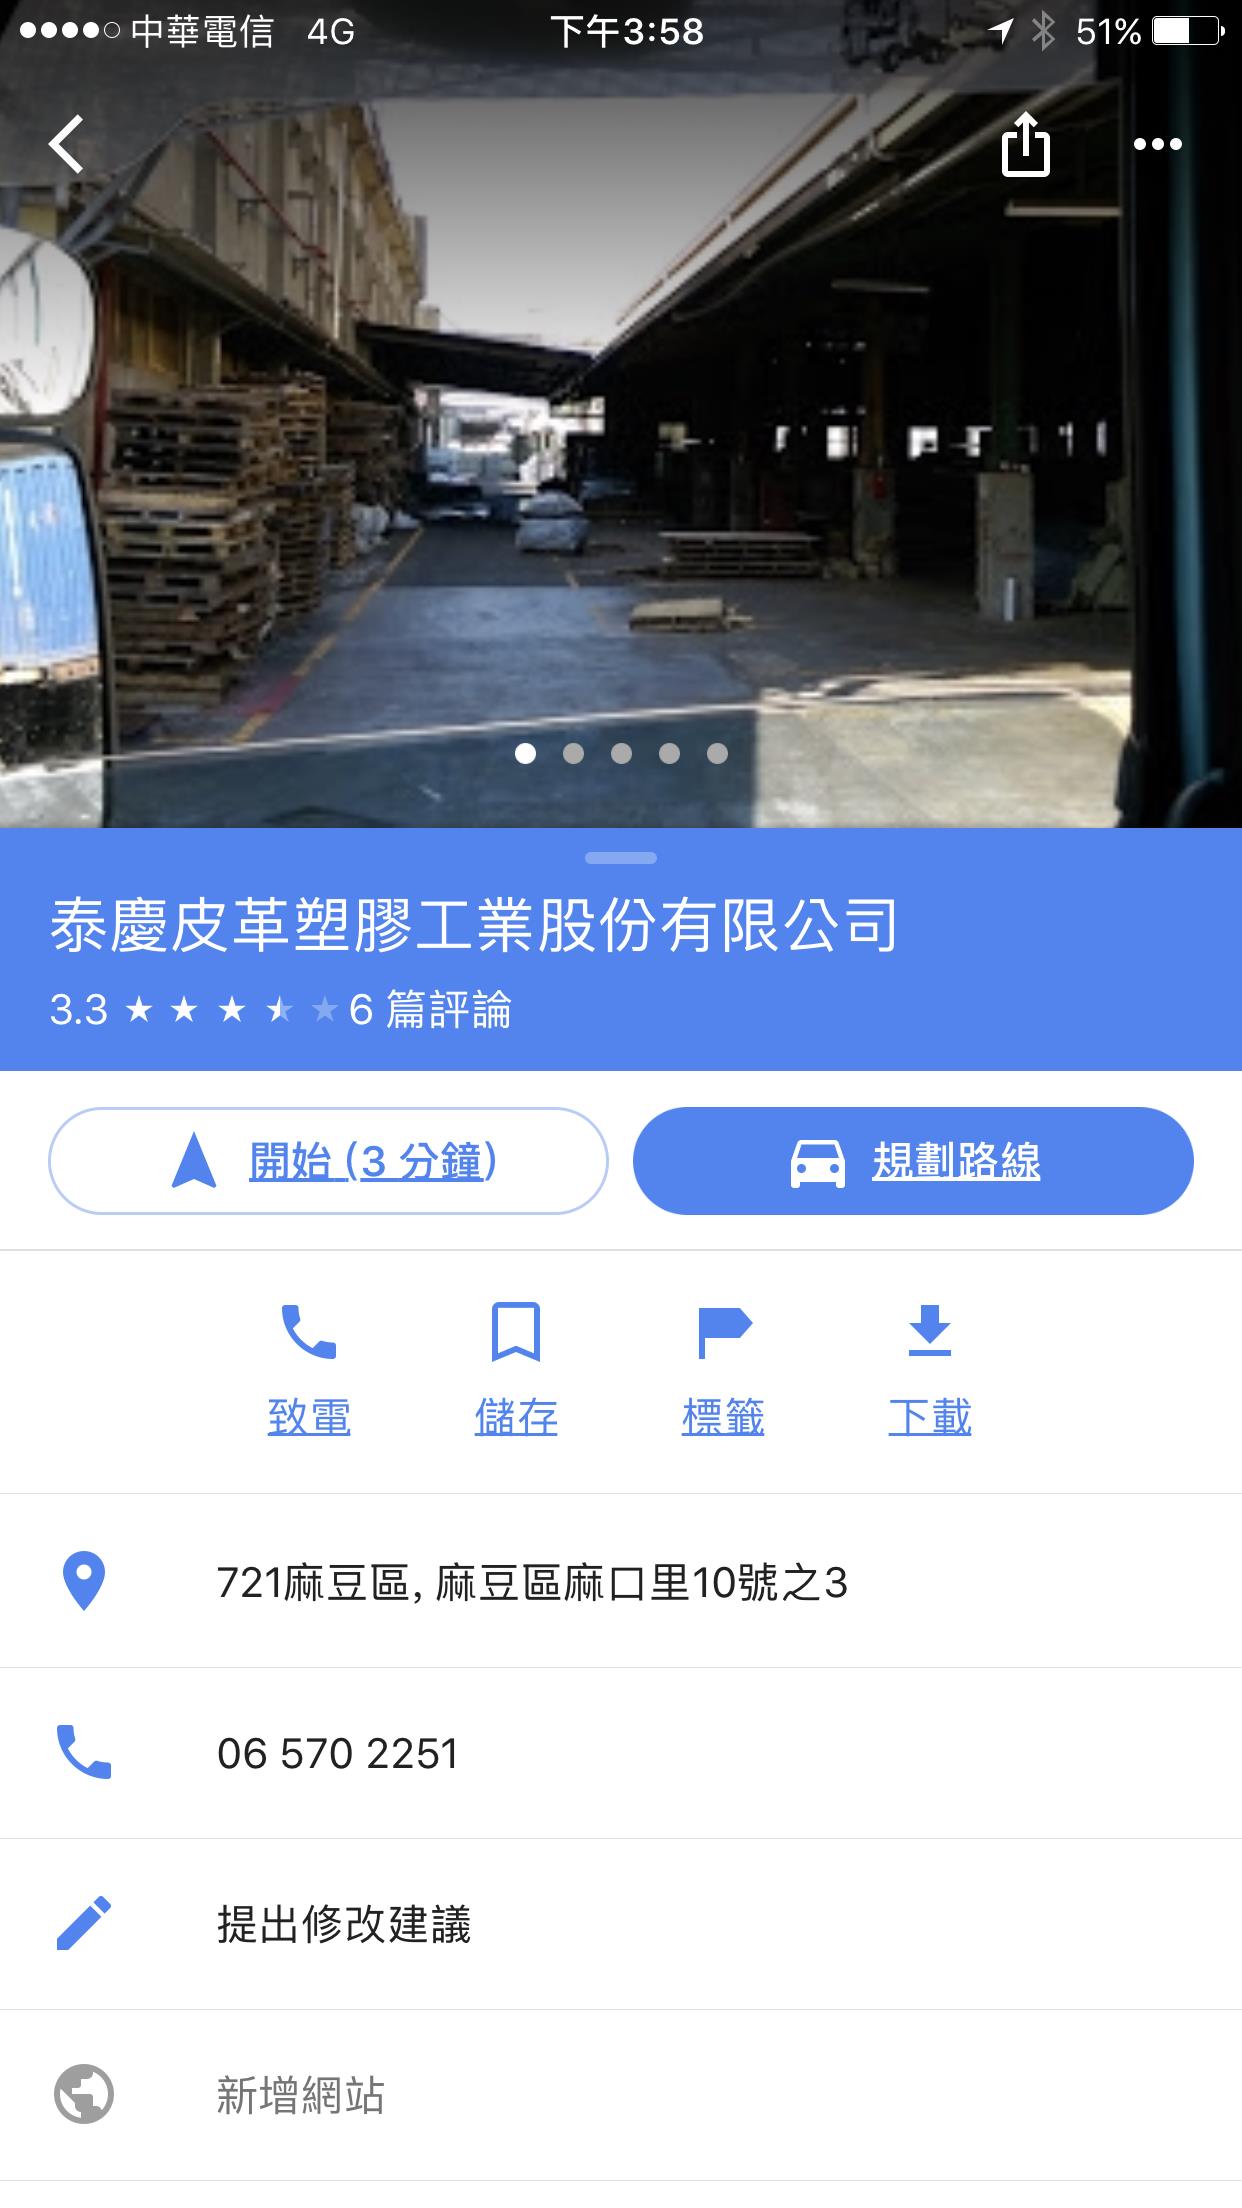 中華電信 4G 下午3:58 51%
泰慶皮革塑膠工業股份有限公司
3.3 ★ ★ ★ ★ ★ 6 篇評論
開始 (3 分鐘) 規劃路線
致電 儲存 標籤 下載
721麻豆區, 麻豆區麻口里10號之3
06 570 2251
提出修改建議
新增網站